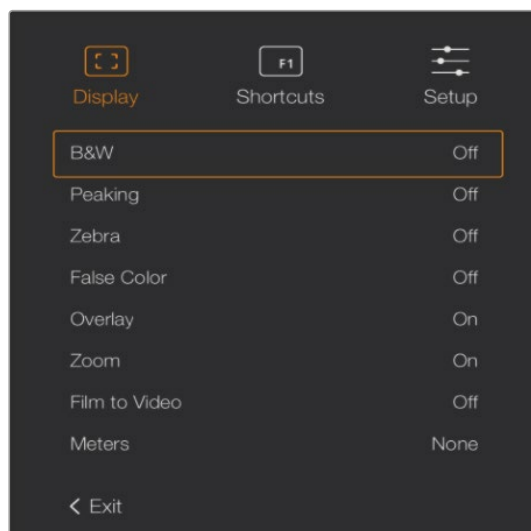 F1
Display Shortcuts Setup
B&W Off
Peaking Off
Zebra Off
False Color Off
Overlay On
Zoom On
Film to Video Off
Meters None
< Exit